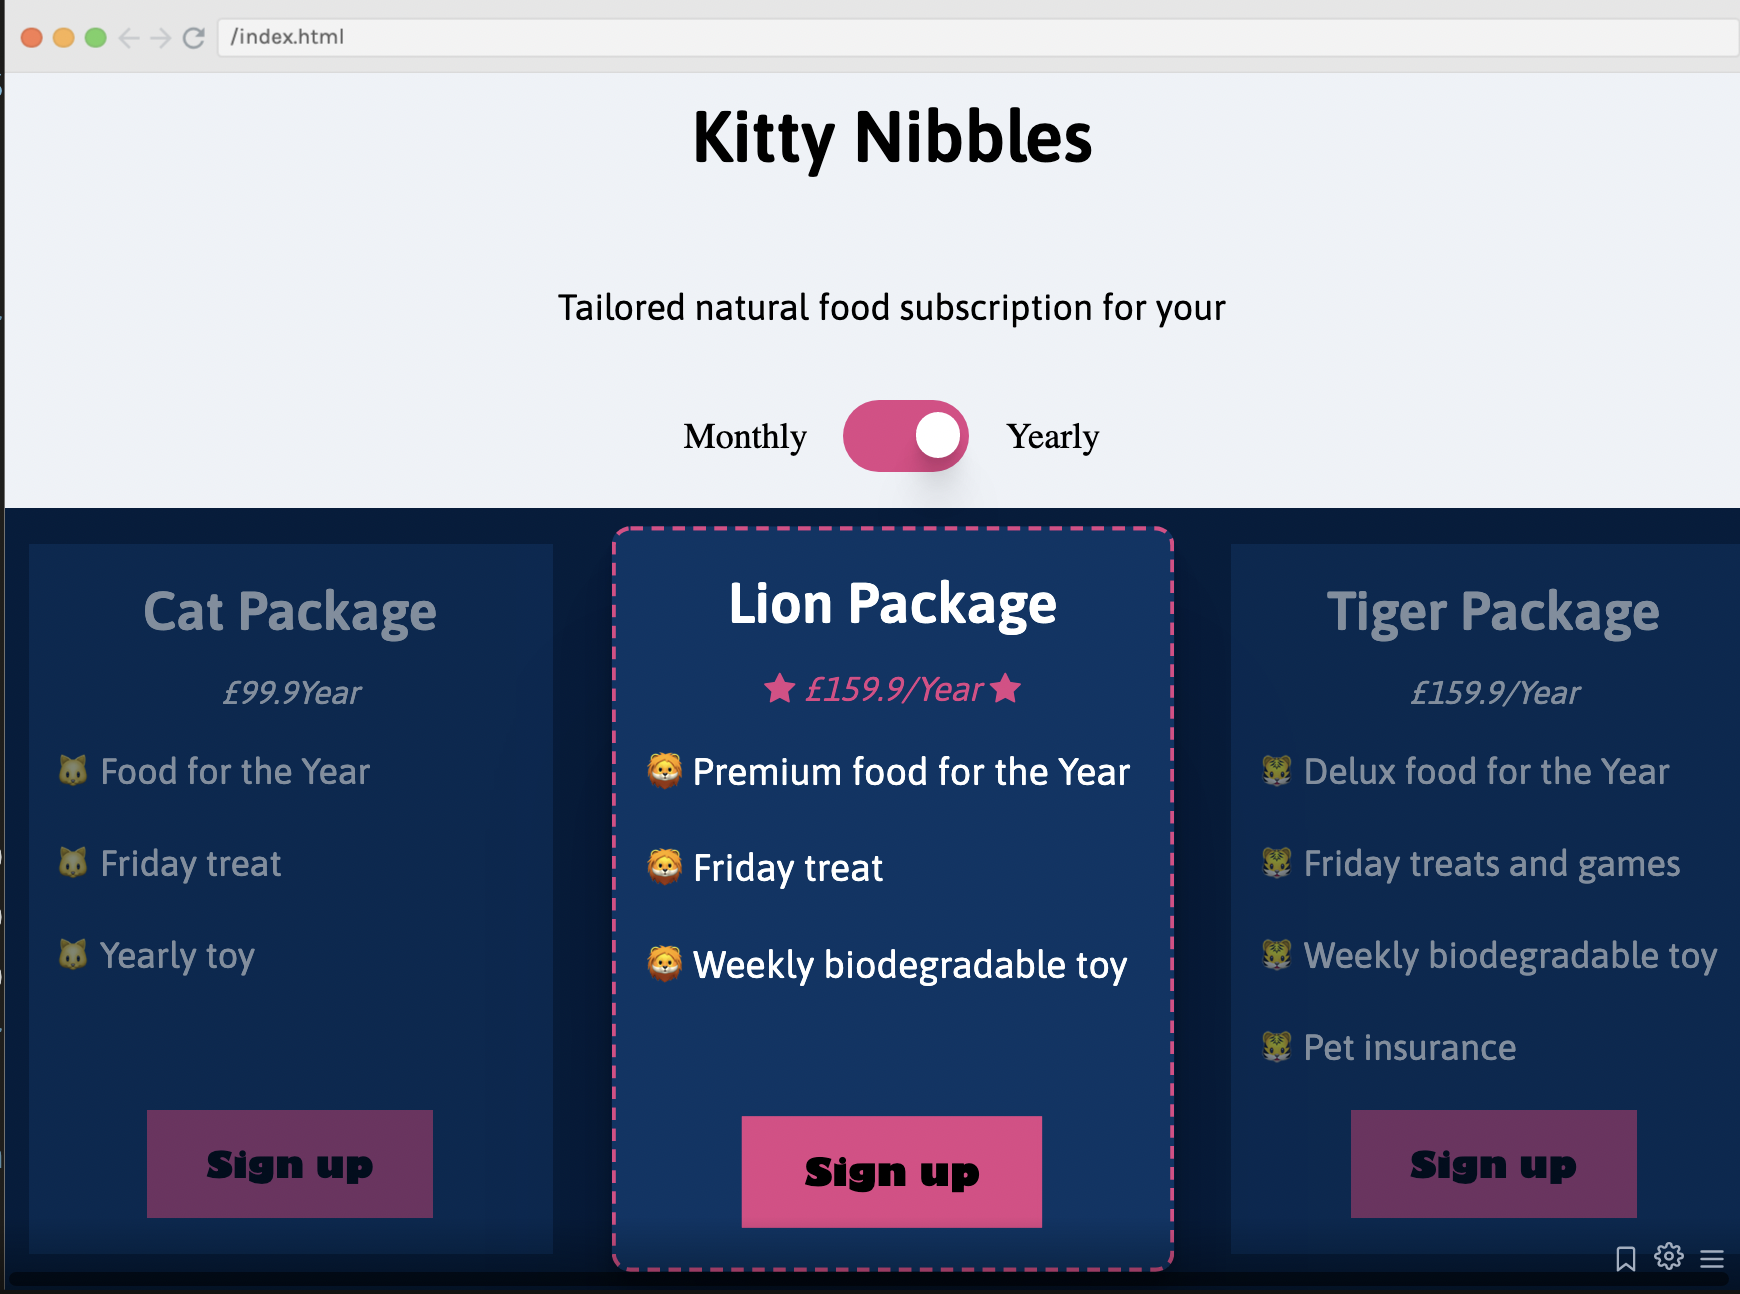 /index.html
Kitty Nibbles
Tailored natural food subscription for your
Monthly Yearly
Cat Package
£99.9Year
Food for the Year
Friday treat
Yearly toy
Sign up
Lion Package
£159.9/Year
Premium food for the Year
Friday treat
Weekly biodegradable toy
Sign up
Tiger Package
£159.9/Year
Delux food for the Year
Friday treats and games
Weekly biodegradable toy
Pet insurance
Sign up